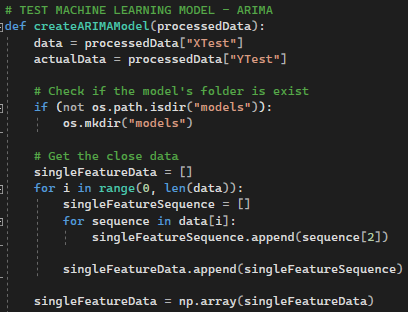 # TEST MACHINE LEARNING MODEL - ARIMA
def createARIMAModel(processedData):
    data = processedData["XTest"]
    actualData = processedData["YTest"]

    # Check if the model's folder is exist
    if (not os.path.isdir("models")):
        os.mkdir("models")

    # Get the close data
    singleFeatureData = []
    for i in range(0, len(data)):
        singleFeatureSequence = []
        for sequence in data[i]:
            singleFeatureSequence.append(sequence[2])

        singleFeatureData.append(singleFeatureSequence)

    singleFeatureData = np.array(singleFeatureData)